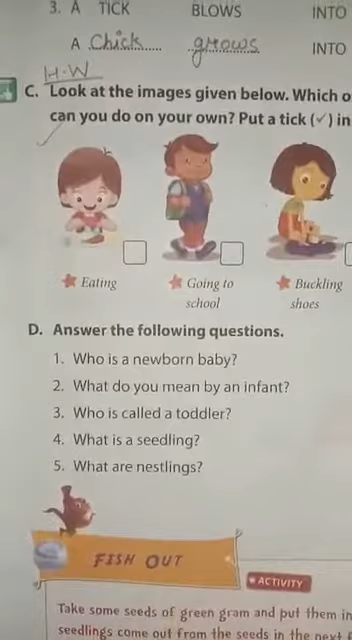 3. A TICK BLOWS INTO
A Chick grows INTO
H.W
C. Look at the images given below. Which o
can you do on your own? Put a tick (✓) in
Eating Going to school Buckling shoes
D. Answer the following questions.
1. Who is a newborn baby?
2. What do you mean by an infant?
3. Who is called a toddler?
4. What is a seedling?
5. What are nestlings?
FISH OUT
ACTIVITY
Take some seeds of green gram and put them in
seedlings come out from the seeds in the next